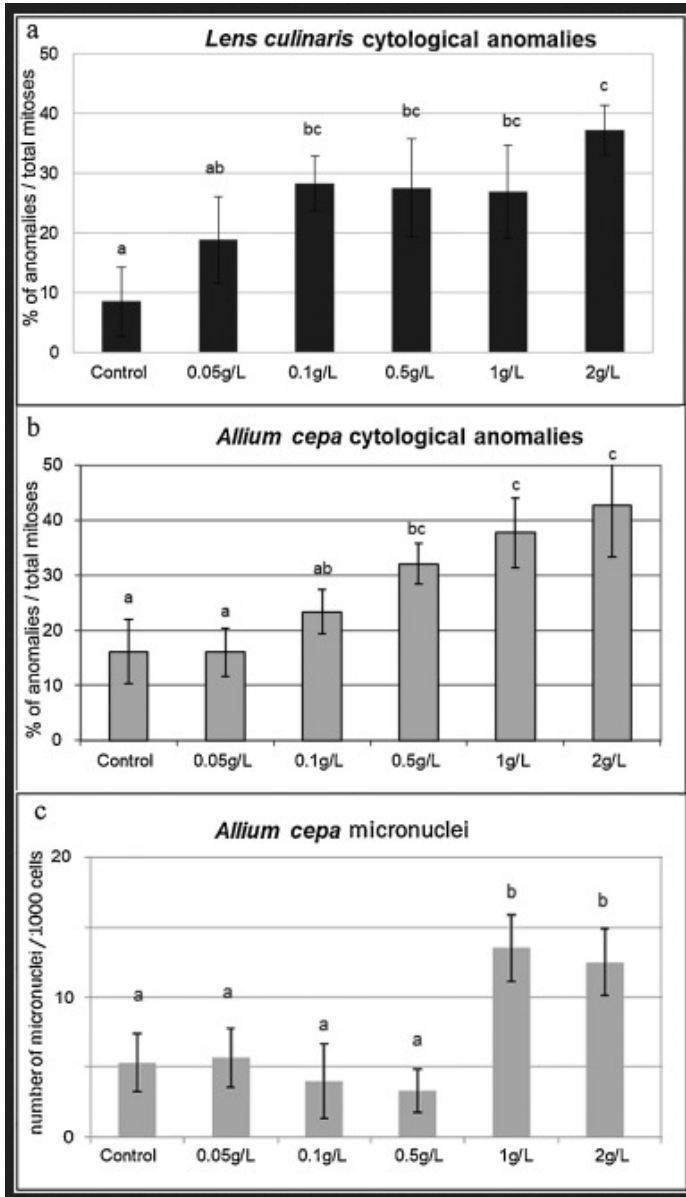 a
Lens culinaris cytological anomalies
% of anomalies / total mitoses
50
40
30
20
10
0
a
ab
bc
bc
bc
c
Control 0.05g/L 0.1g/L 0.5g/L 1g/L 2g/L
b
Allium cepa cytological anomalies
% of anomalies / total mitoses
50
40
30
20
10
0
a
a
ab
bc
c
c
Control 0.05g/L 0.1g/L 0.5g/L 1g/L 2g/L
c
Allium cepa micronuclei
number of micronuclei / 1000 cells
20
10
0
a
a
a
a
b
b
Control 0.05g/L 0.1g/L 0.5g/L 1g/L 2g/L